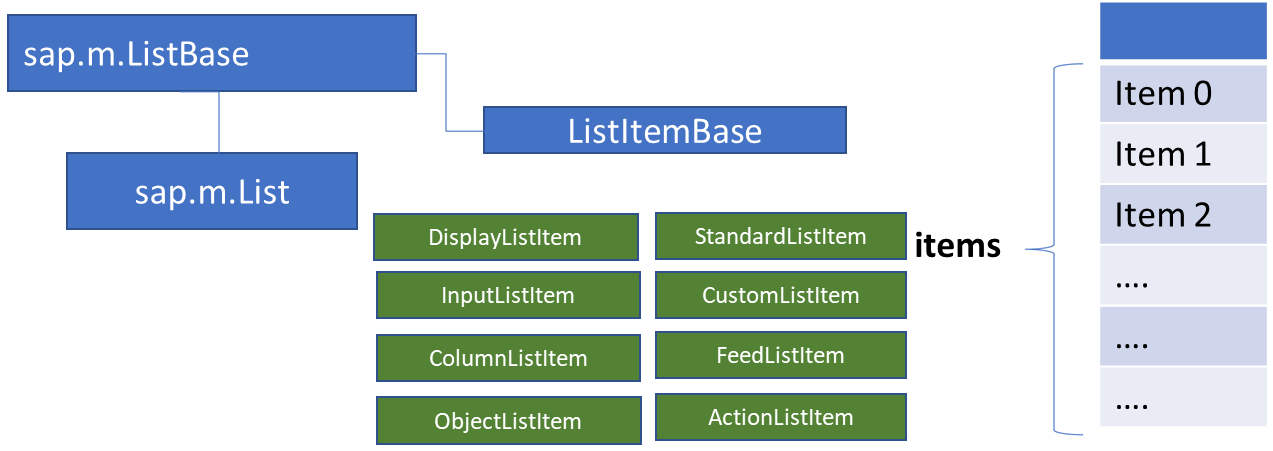 sap.m.ListBase
ListItemBase
sap.m.List
DisplayListItem
StandardListItem
InputListItem
CustomListItem
ColumnListItem
FeedListItem
ObjectListItem
ActionListItem
items
Item 0
Item 1
Item 2
....
....
....